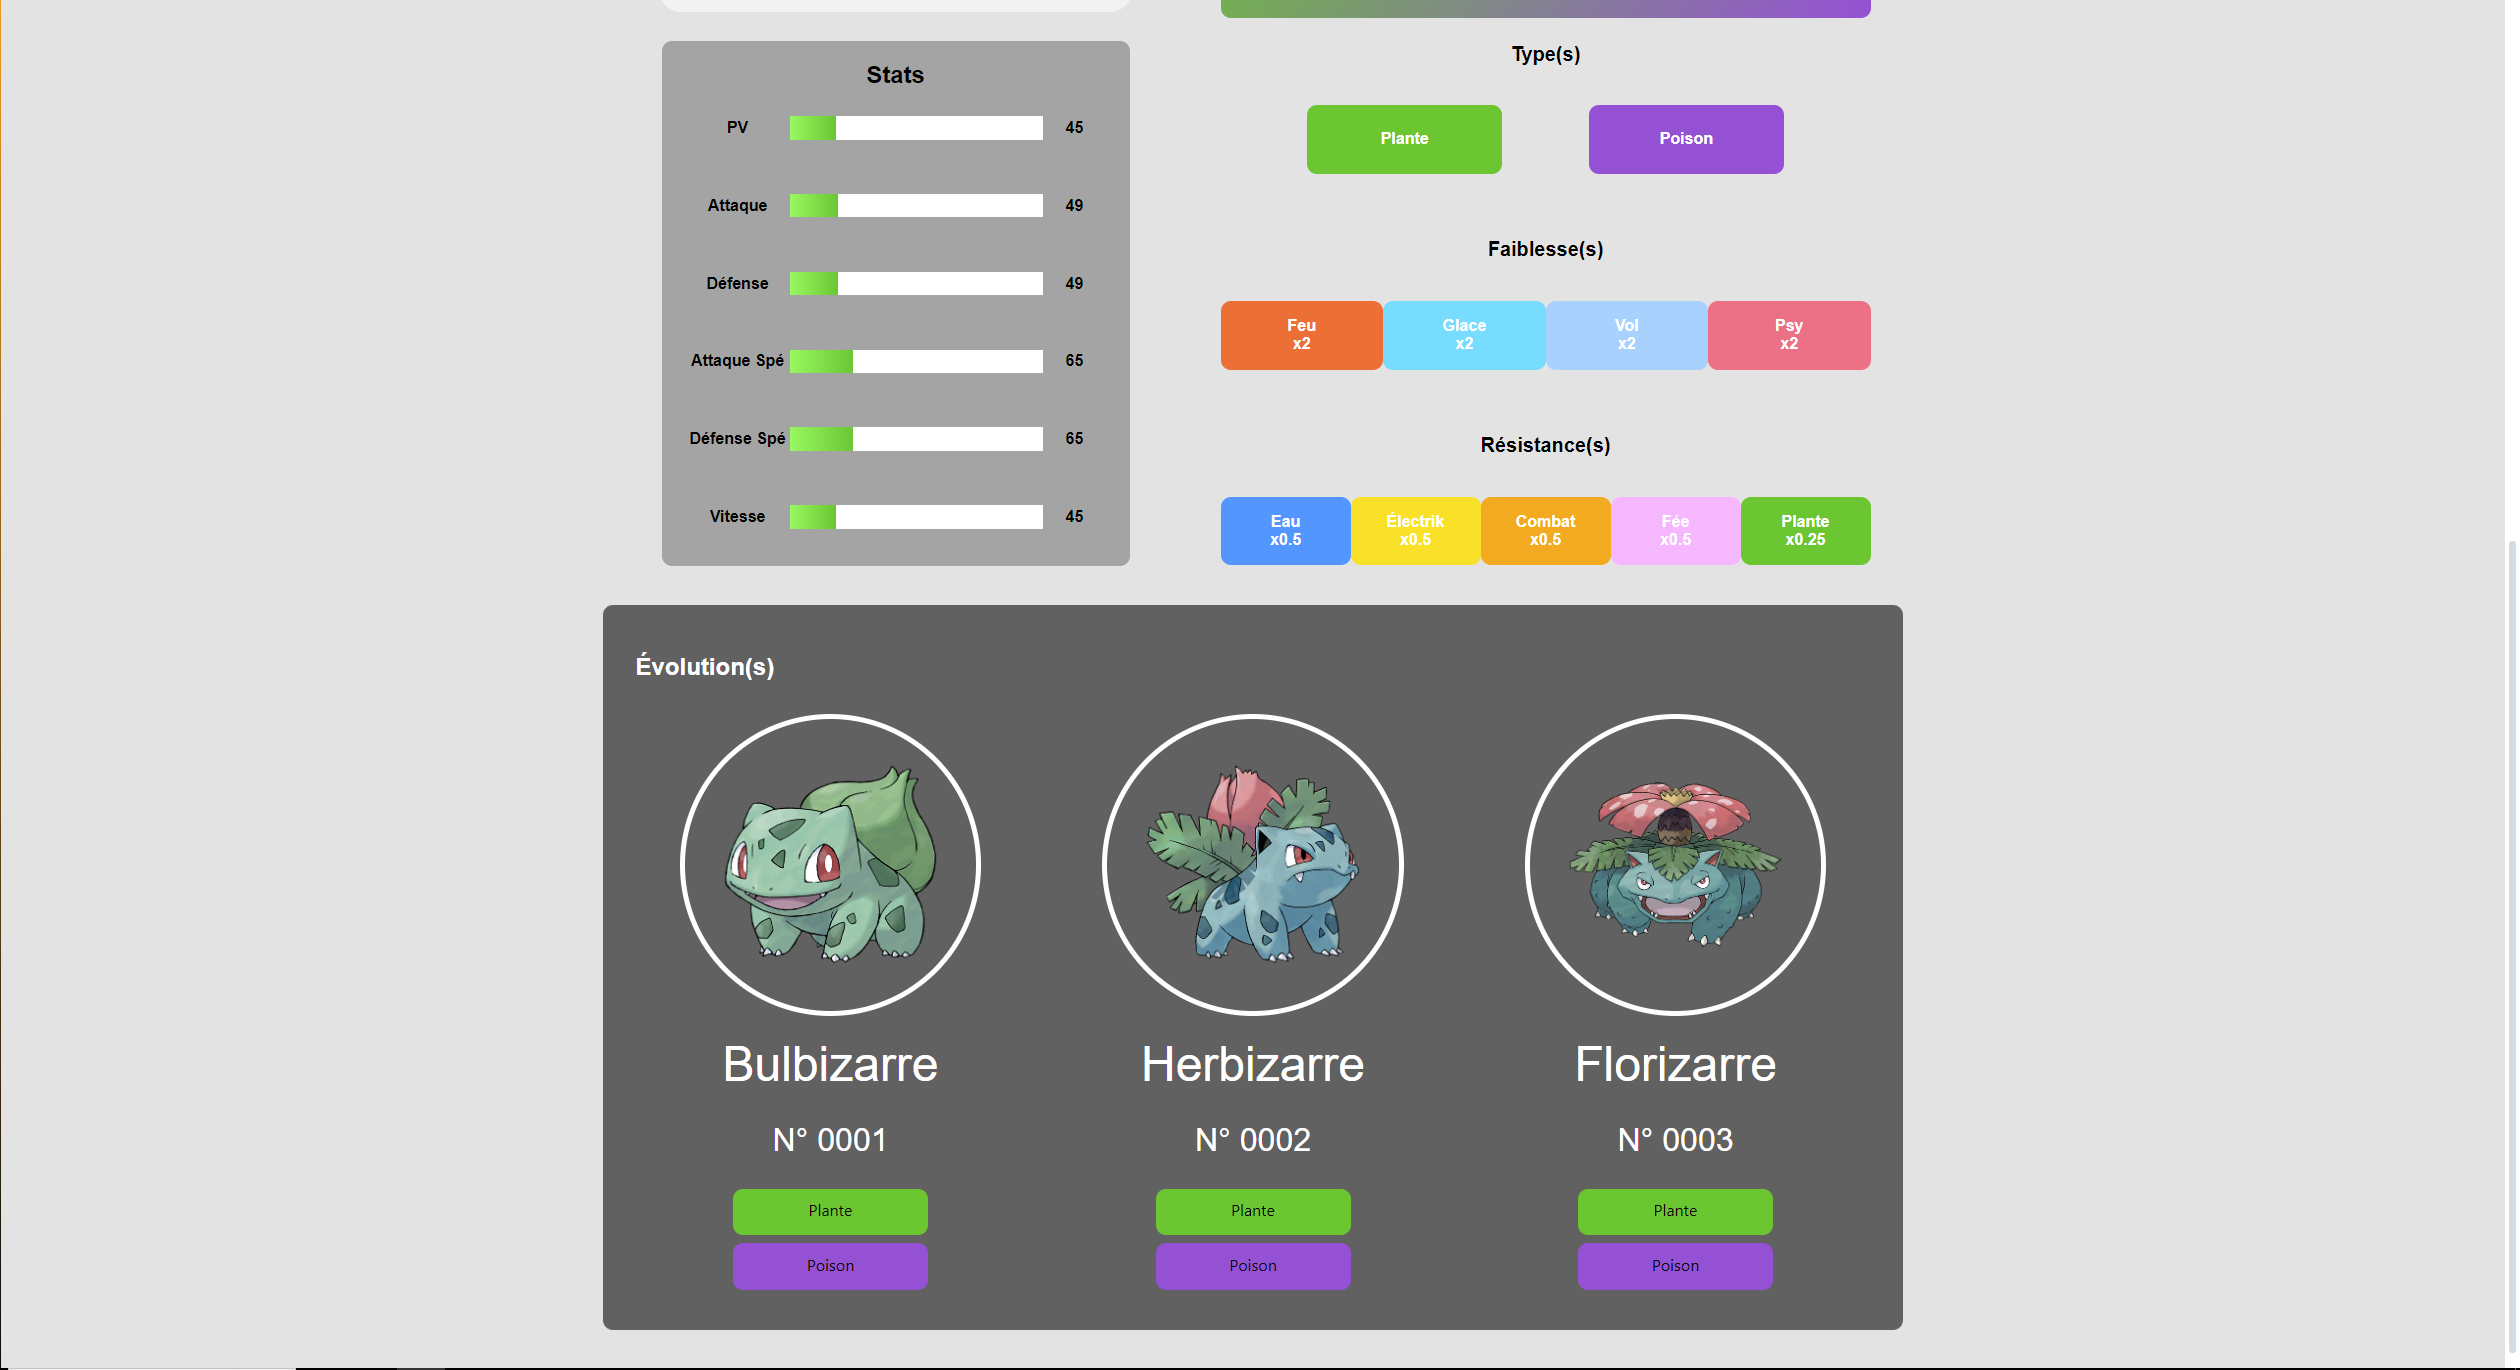 Stats
PV 45
Attaque 49
Défense 49
Attaque Spé 65
Défense Spé 65
Vitesse 45
Type(s)
Plante Poison
Faiblesse(s)
Feu Glace Vol Psy
x2 x2 x2 x2
Résistance(s)
Eau Électrik Combat Fée Plante
x0.5 x0.5 x0.5 x0.5 x0.25
Évolution(s)
Bulbizarre Herbizarre Florizarre
N° 0001 N° 0002 N° 0003
Plante Plante Plante
Poison Poison Poison